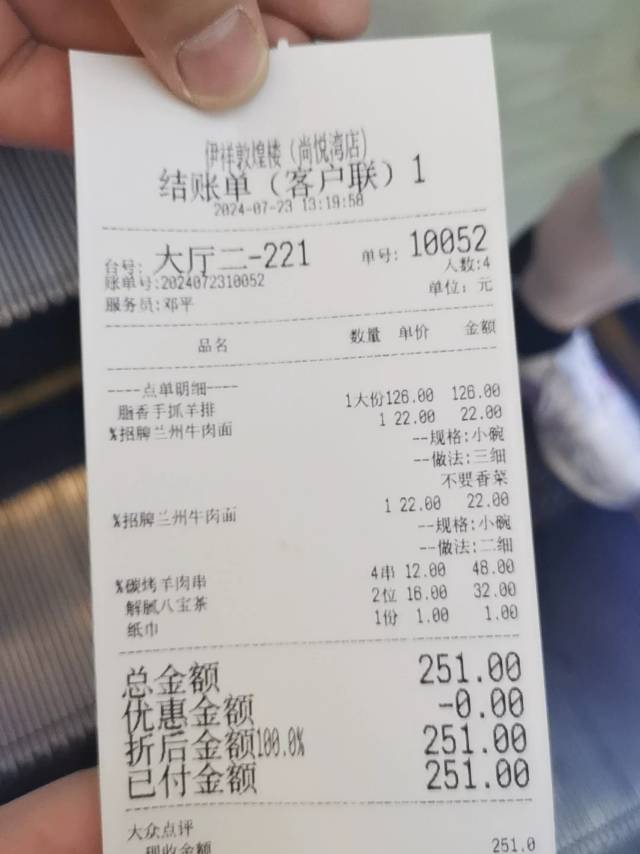 伊祥敦煌楼（尚悦湾店）
结账单（客户联）1
2024-07-23 13:19:58
台号: 大厅二-221 单号: 10052
账单号:2024072310052 人数:4
服务员:邓平 单位: 元
品名 数量 单价 金额
----点单明细----
脂香手抓羊排 1大份126.00 126.00
%招牌兰州牛肉面 1 22.00 22.00
--规格:小碗
--做法:三细
不要香菜
%招牌兰州牛肉面 1 22.00 22.00
--规格:小碗
--做法:二细
%碳烤羊肉串 4串 12.00 48.00
解腻八宝茶 2位 16.00 32.00
纸巾 1份 1.00 1.00
总金额 251.00
优惠金额 -0.00
折后金额100.0% 251.00
已付金额 251.00
大众点评
现收金额 251.0